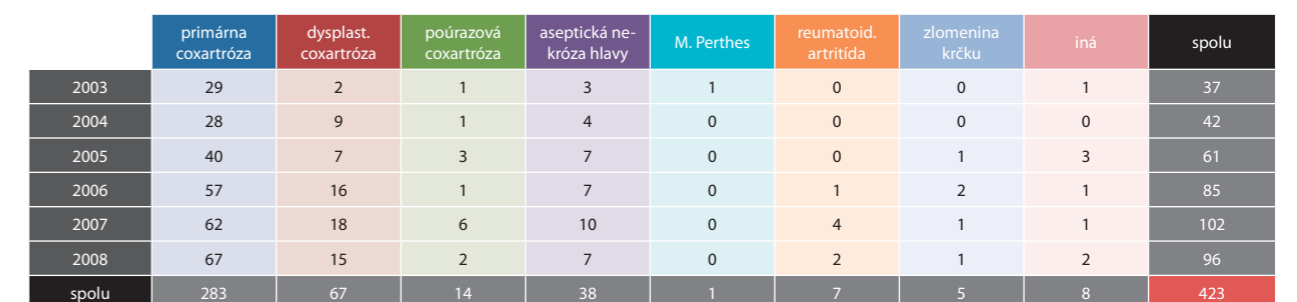 primárna coxartróza dysplast. coxartróza poúrazová coxartróza aseptická ne-króza hlavy M. Perthes reumatoid. artritída zlomenina krčku iná spolu
2003 29 2 1 3 1 0 0 1 37
2004 28 9 1 4 0 0 0 0 42
2005 40 7 3 7 0 0 1 3 61
2006 57 16 1 7 0 1 2 1 85
2007 62 18 6 10 0 4 1 1 102
2008 67 15 2 7 0 2 1 2 96
spolu 283 67 14 38 1 7 5 8 423